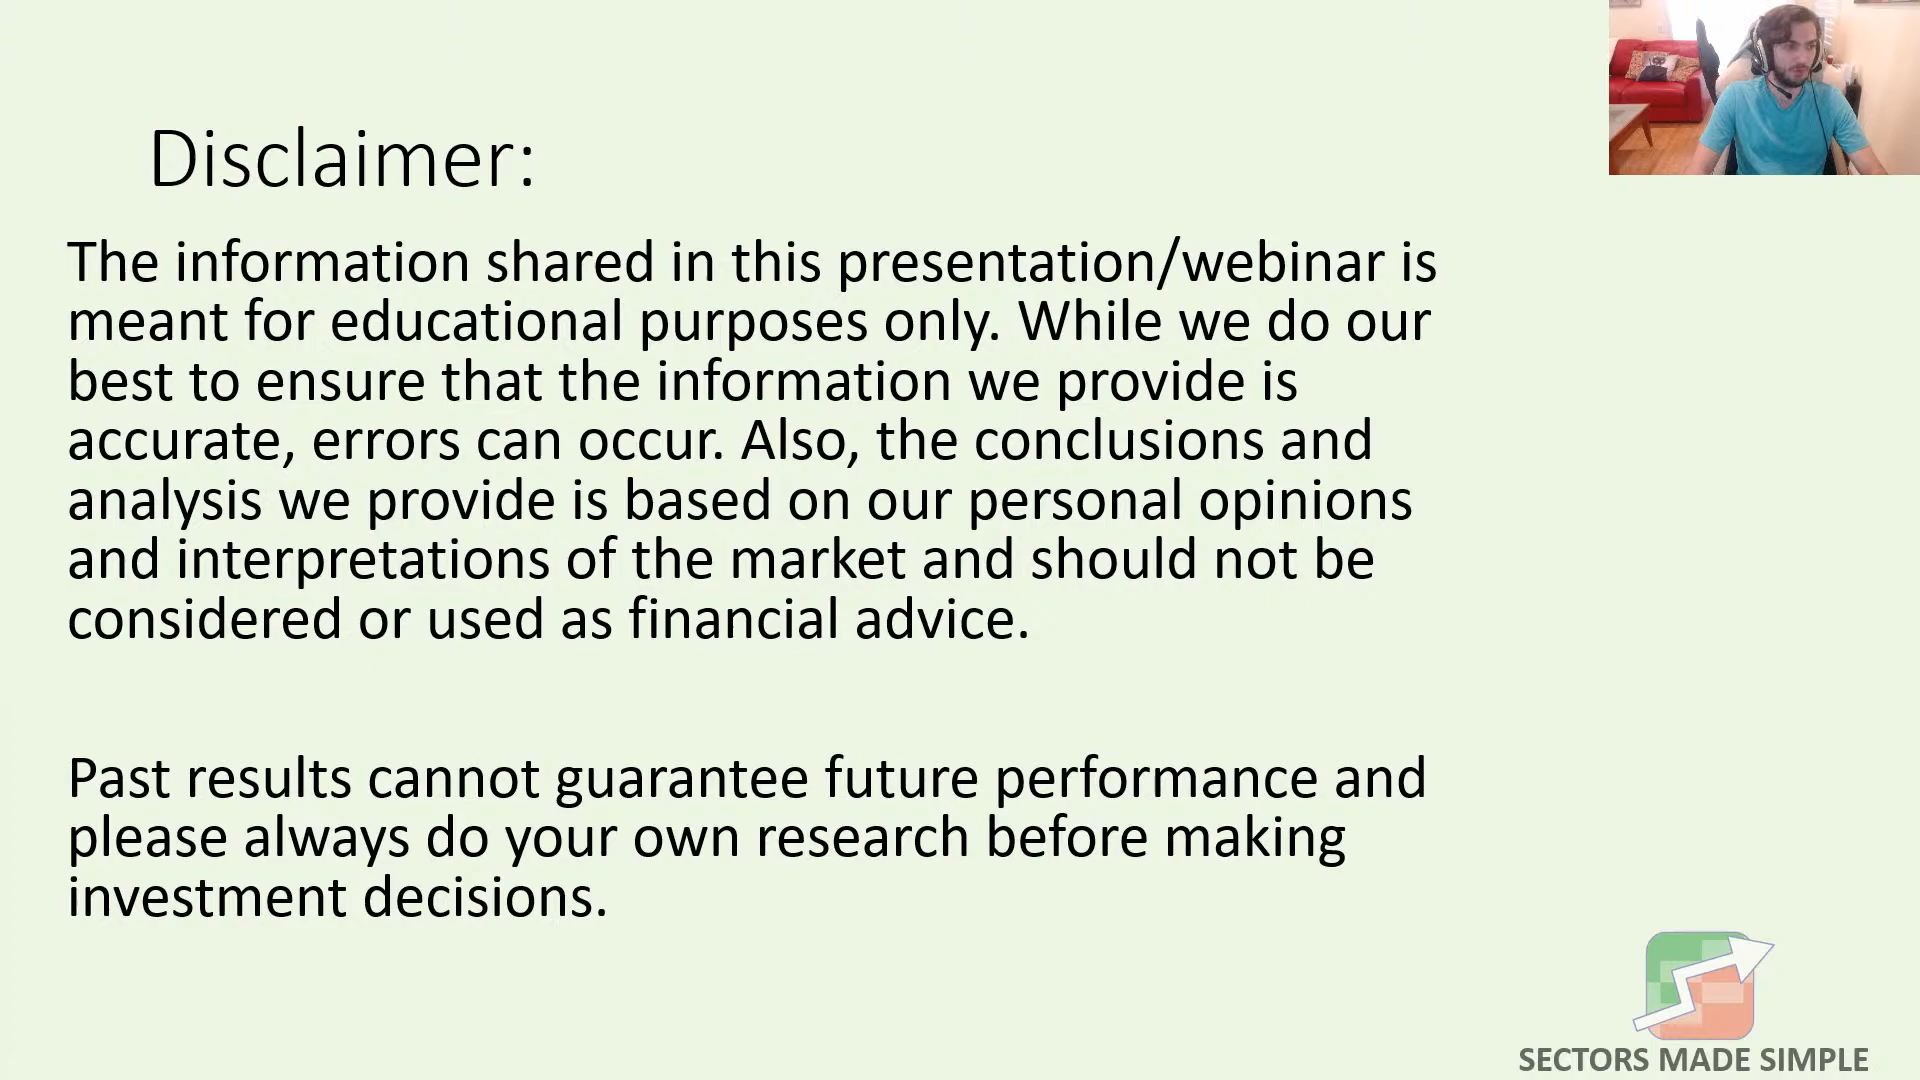 Disclaimer:
The information shared in this presentation/webinar is
meant for educational purposes only. While we do our
best to ensure that the information we provide is
accurate, errors can occur. Also, the conclusions and
analysis we provide is based on our personal opinions
and interpretations of the market and should not be
considered or used as financial advice.
Past results cannot guarantee future performance and
please always do your own research before making
investment decisions.
SECTORS MADE SIMPLE